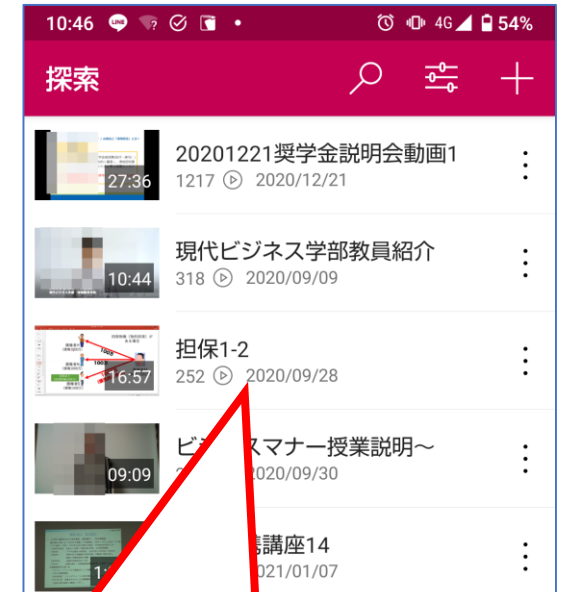 10:46 4G 54%
探索
27:36
20201221奨学金説明会動画1
1217 2020/12/21
10:44
現代ビジネス学部教員紹介
318 2020/09/09
16:57
担保1-2
252 2020/09/28
09:09
マナー授業説明～
2020/09/30
講座14
021/01/07